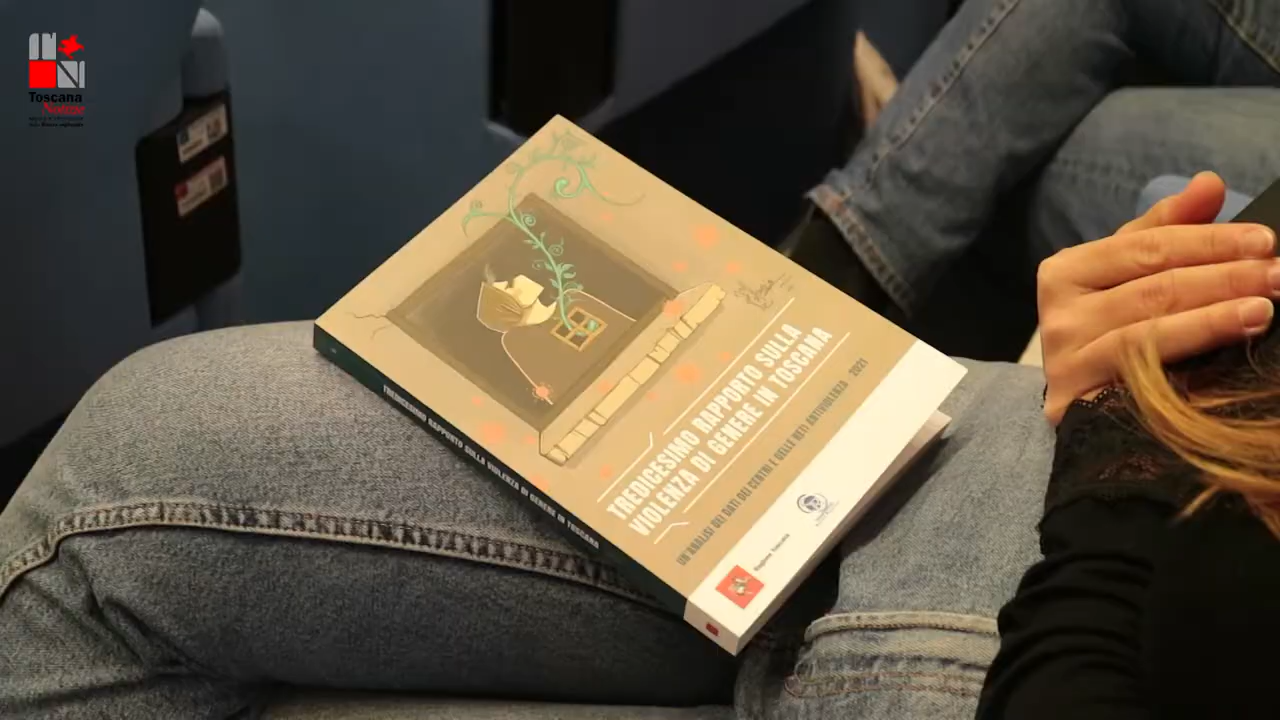 Toscana
Notizie
TREDICESIMO RAPPORTO SULLA
VIOLENZA DI GENERE IN TOSCANA
UN'ANALISI DEI DATI DEI CENTRI E DELLE RETI ANTIVIOLENZA 2021
Regione Toscana
TREDICESIMO RAPPORTO SULLA VIOLENZA DI GENERE IN TOSCANA